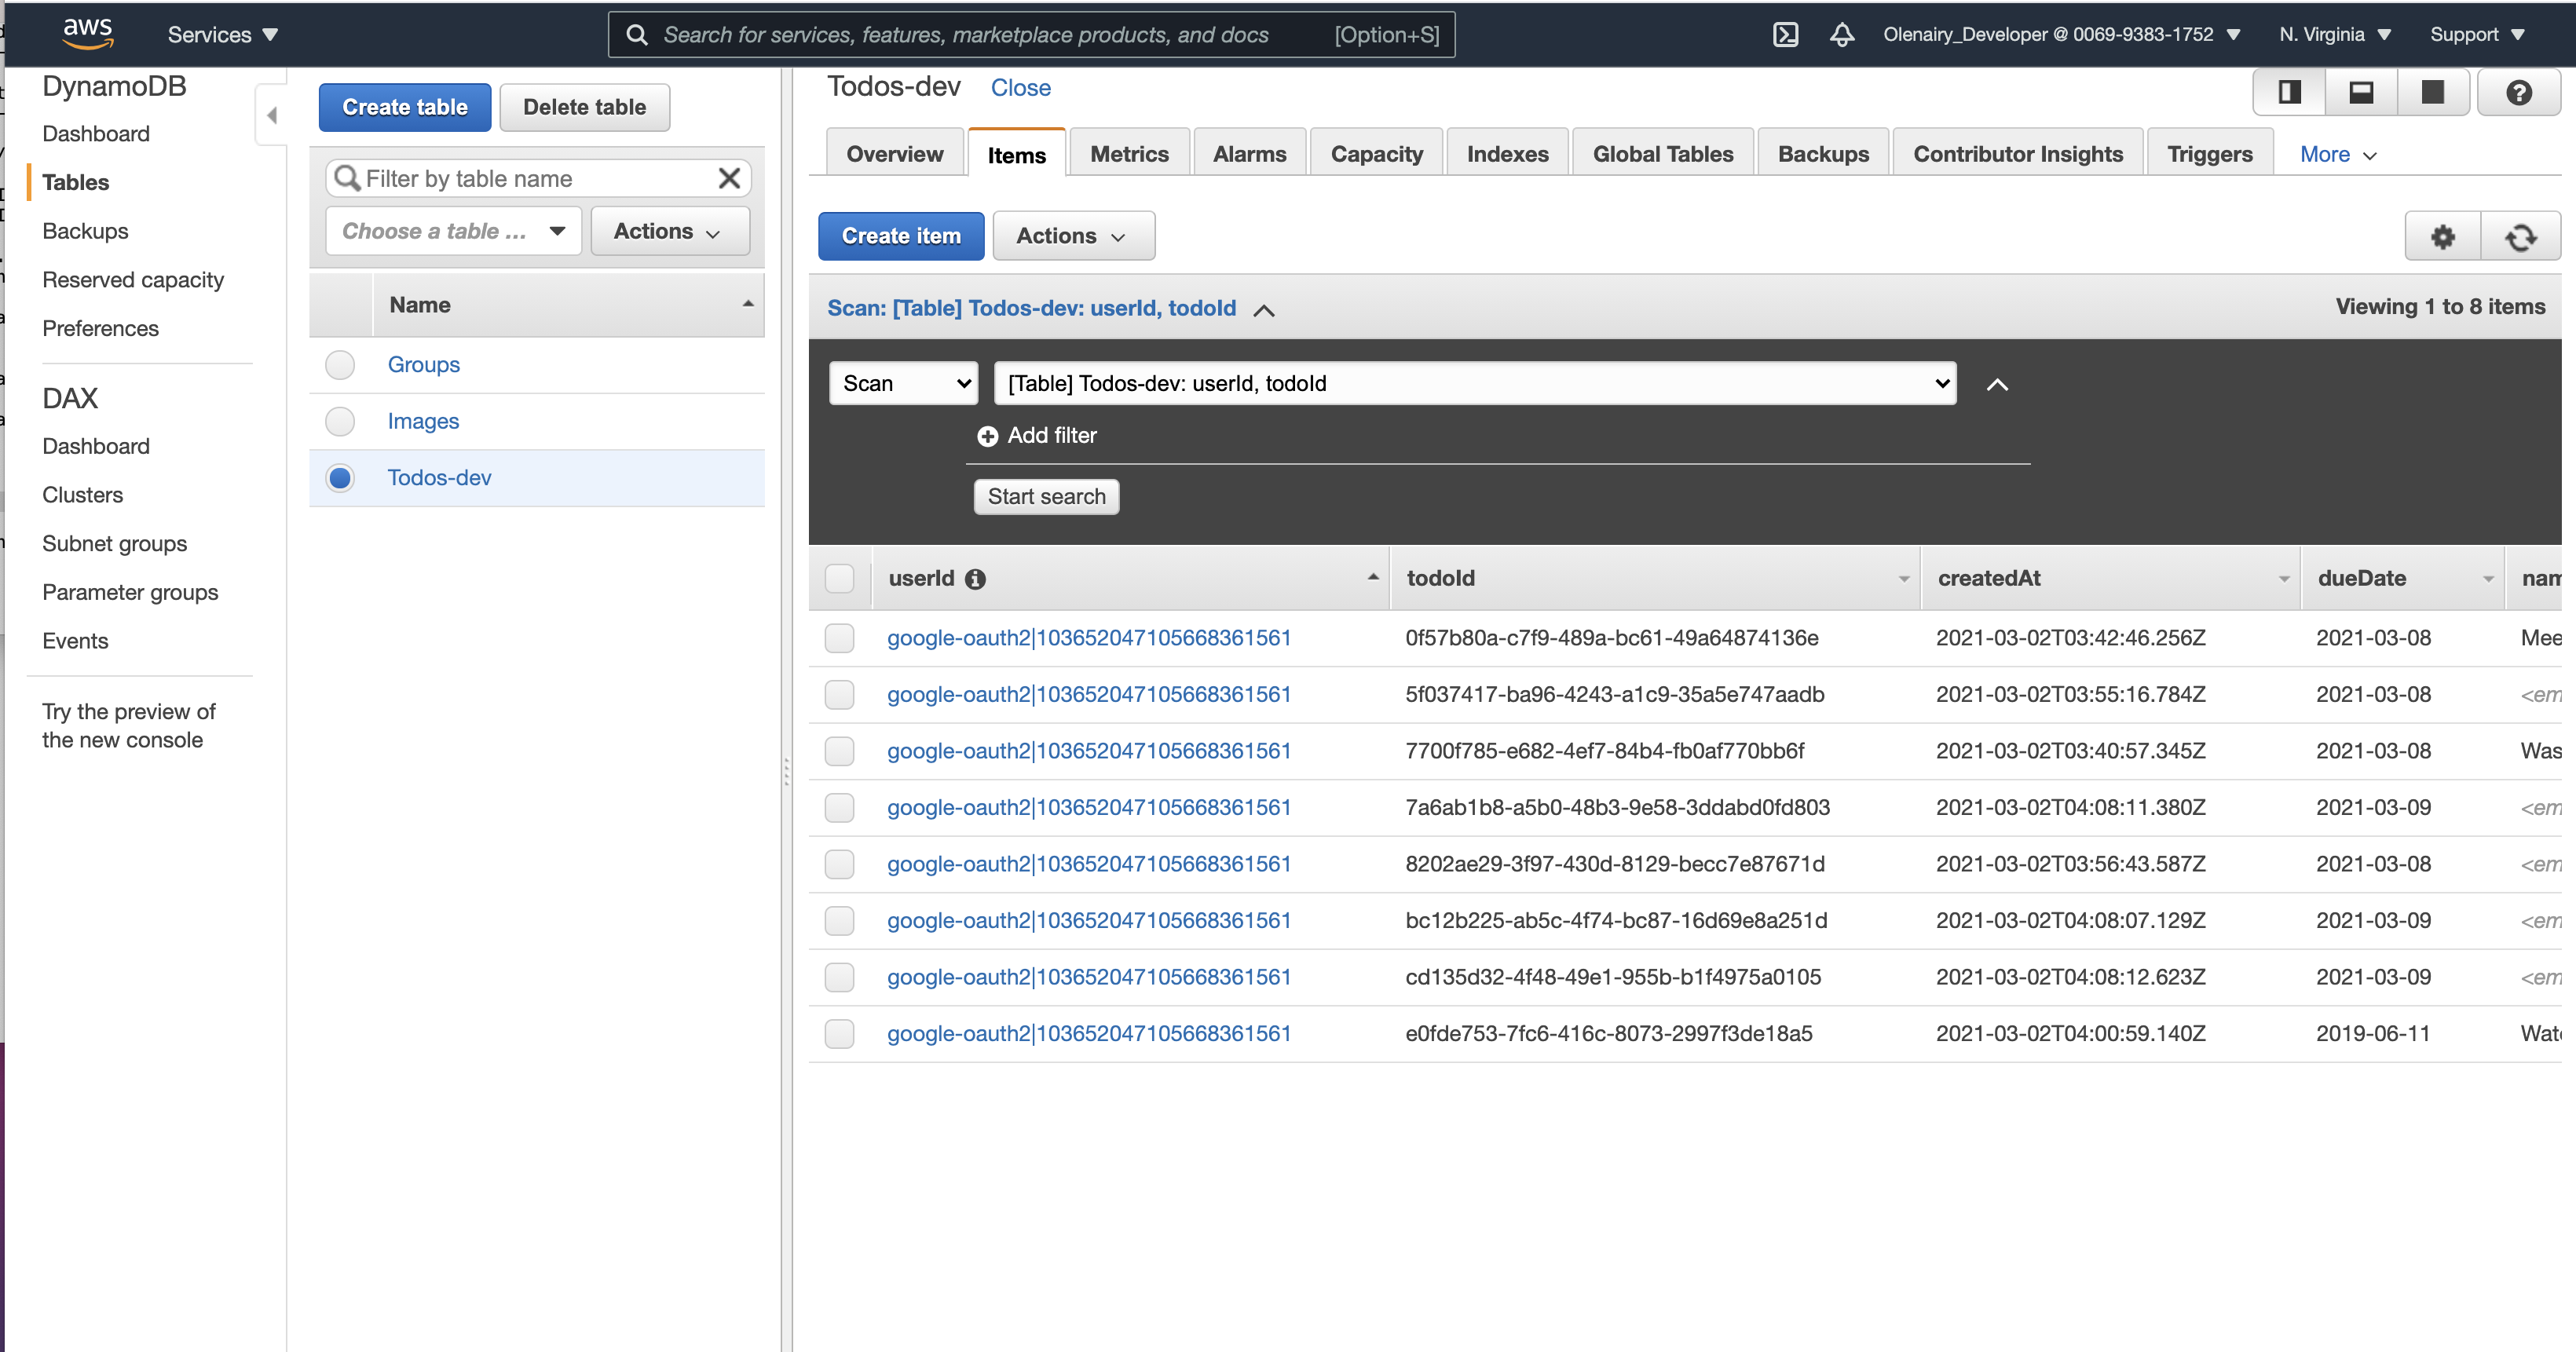 aws
Services
Search for services, features, marketplace products, and docs [Option+S]
Olenairy_Developer @ 0069-9383-1752
N. Virginia
Support
DynamoDB
Dashboard
Tables
Backups
Reserved capacity
Preferences
DAX
Dashboard
Clusters
Subnet groups
Parameter groups
Events
Try the preview of
the new console
Create table
Delete table
Filter by table name
Choose a table ...
Actions
Name
Groups
Images
Todos-dev
Todos-dev Close
Overview Items Metrics Alarms Capacity Indexes Global Tables Backups Contributor Insights Triggers More
Create item Actions
Scan: [Table] Todos-dev: userId, todoId
Viewing 1 to 8 items
Scan [Table] Todos-dev: userId, todoId
Add filter
Start search
userId todoId createdAt dueDate nam
google-oauth2|103652047105668361561 0f57b80a-c7f9-489a-bc61-49a64874136e 2021-03-02T03:42:46.256Z 2021-03-08 Mee
google-oauth2|103652047105668361561 5f037417-ba96-4243-a1c9-35a5e747aadb 2021-03-02T03:55:16.784Z 2021-03-08 <em
google-oauth2|103652047105668361561 7700f785-e682-4ef7-84b4-fb0af770bb6f 2021-03-02T03:40:57.345Z 2021-03-08 Was
google-oauth2|103652047105668361561 7a6ab1b8-a5b0-48b3-9e58-3ddabd0fd803 2021-03-02T04:08:11.380Z 2021-03-09 <em
google-oauth2|103652047105668361561 8202ae29-3f97-430d-8129-becc7e87671d 2021-03-02T03:56:43.587Z 2021-03-08 <em
google-oauth2|103652047105668361561 bc12b225-ab5c-4f74-bc87-16d69e8a251d 2021-03-02T04:08:07.129Z 2021-03-09 <em
google-oauth2|103652047105668361561 cd135d32-4f48-49e1-955b-b1f4975a0105 2021-03-02T04:08:12.623Z 2021-03-09 <em
google-oauth2|103652047105668361561 e0fde753-7fc6-416c-8073-2997f3de18a5 2021-03-02T04:00:59.140Z 2019-06-11 Wat